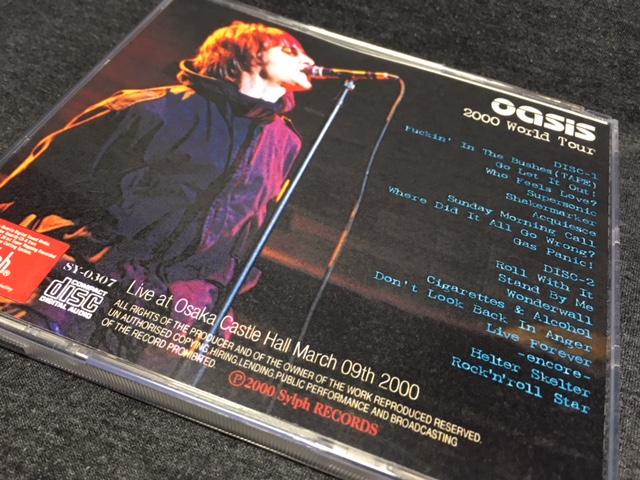 oasis
2000 World Tour
DISC-1
Fuckin' In The Bushes(TAPE)
Go Let It Out!
Who Feels Love?
Supersonic
Shakermarker
Acquiesce
Sunday Morning Call
Where Did It All Go Wrong?
Gas Panic!
DISC-2
Roll With It
Stand By Me
Wonderwall
Cigarettes & Alcohol
Don't Look Back In Anger
Live Forever
-encore-
Helter Skelter
Rock'n'roll Star
SY-0307
COMPACT
disc
DIGITAL AUDIO
Live at Osaka Castle Hall March 09th 2000
ALL RIGHTS OF THE PRODUCER AND OF THE OWNER OF THE WORK REPRODUCED RESERVED.
UN AUTHORISED COPYING,HIRING,LENDING,PUBLIC PERFORMANCE AND BROADCASTING
OF THE RECORD PROHIBITED.
Ⓟ2000 Sylph RECORDS